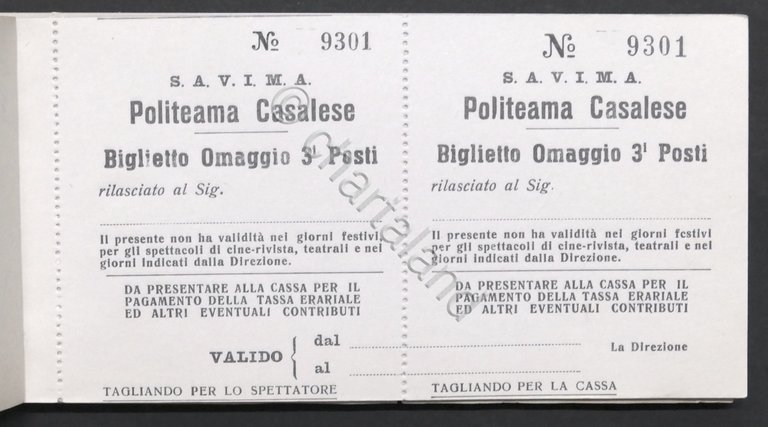 № 9301
S. A. V. I. M. A.
Politeama Casalese
Biglietto Omaggio 3ⁱ Posti
rilasciato al Sig.
Il presente non ha validità nei giorni festivi,
per gli spettacoli di cine-rivista, teatrali e nei
giorni indicati dalla Direzione.
DA PRESENTARE ALLA CASSA PER IL
PAGAMENTO DELLA TASSA ERARIALE
ED ALTRI EVENTUALI CONTRIBUTI
VALIDO { dal
al
TAGLIANDO PER LO SPETTATORE
№ 9301
S. A. V. I. M. A.
Politeama Casalese
Biglietto Omaggio 3ⁱ Posti
rilasciato al Sig.
Il presente non ha validità nei giorni festivi
per gli spettacoli di cine-rivista, teatrali e nei
giorni indicati dalla Direzione.
DA PRESENTARE ALLA CASSA PER IL
PAGAMENTO DELLA TASSA ERARIALE
ED ALTRI EVENTUALI CONTRIBUTI
La Direzione
TAGLIANDO PER LA CASSA
© chartaland